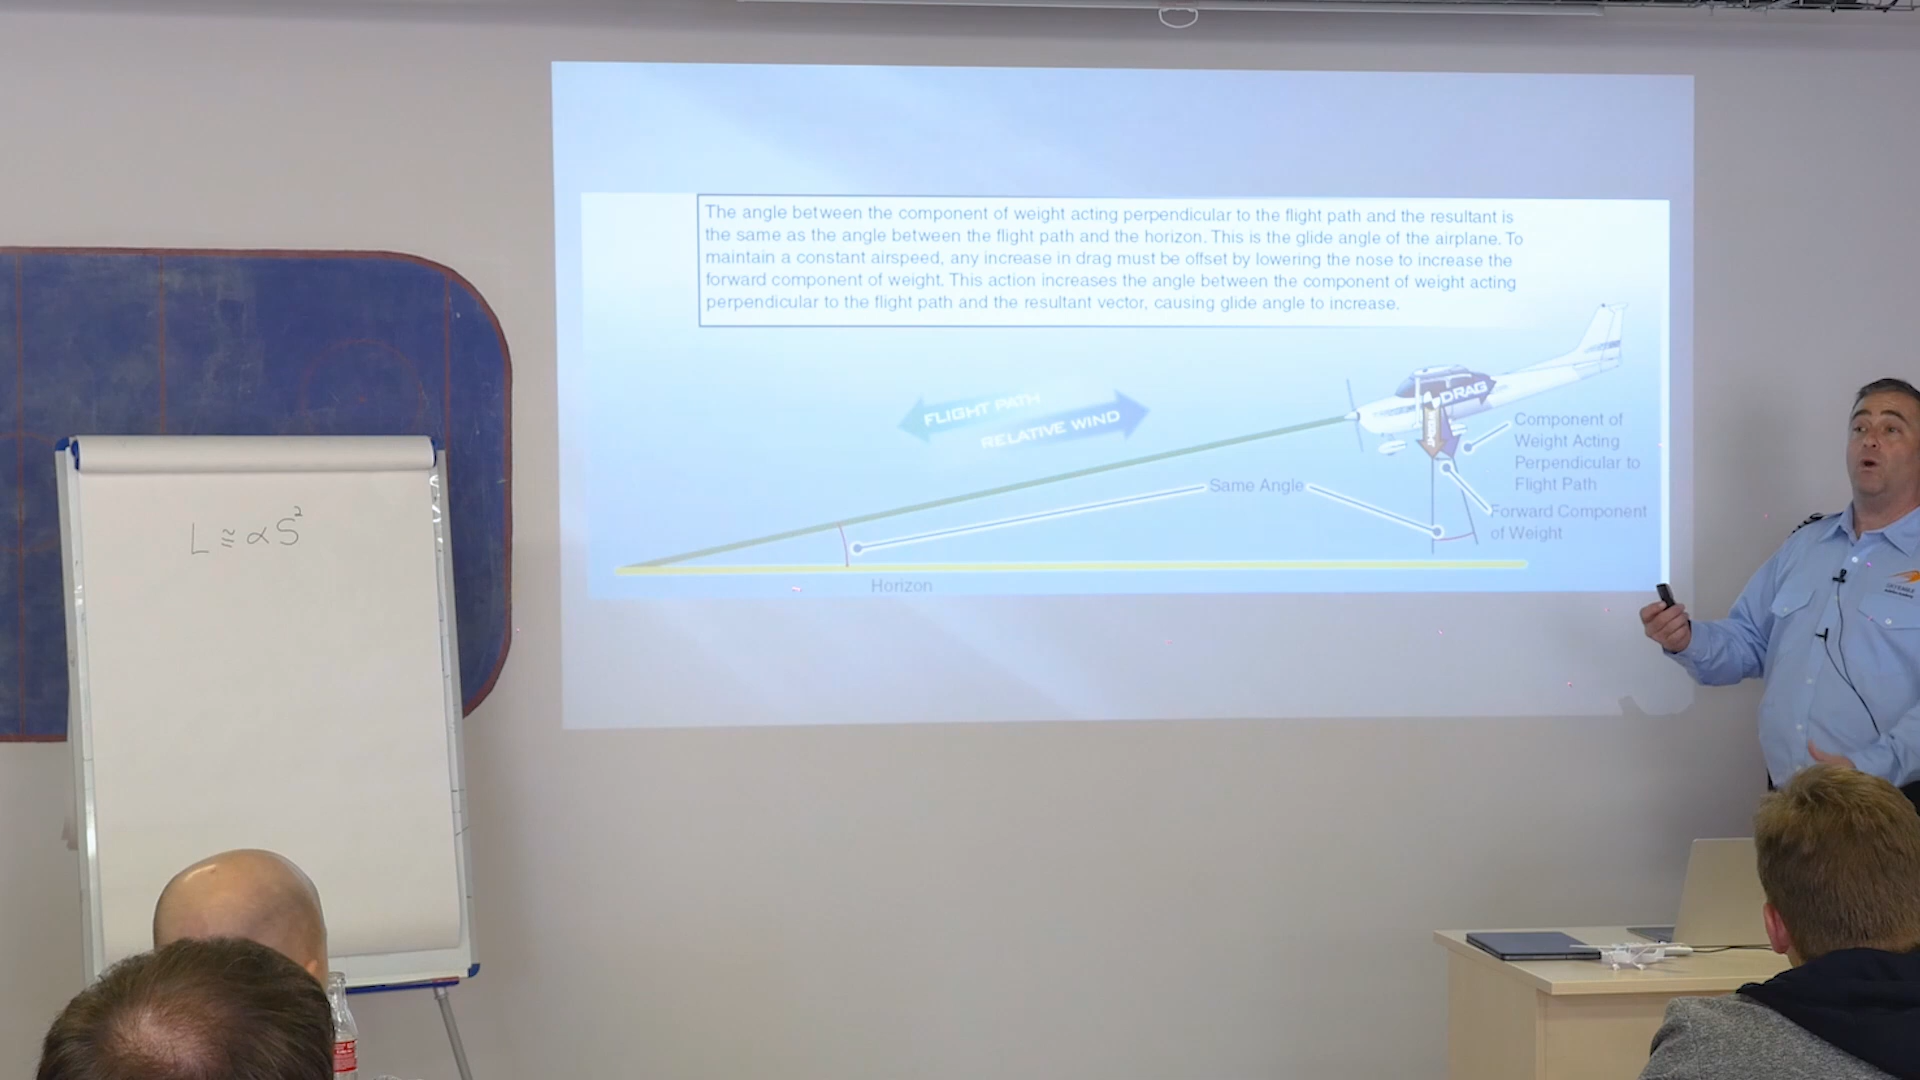 The angle between the component of weight acting perpendicular to the flight path and the resultant is
the same as the angle between the flight path and the horizon. This is the glide angle of the airplane. To
maintain a constant airspeed, any increase in drag must be offset by lowering the nose to increase the
forward component of weight. This action increases the angle between the component of weight acting
perpendicular to the flight path and the resultant vector, causing glide angle to increase.
FLIGHT PATH
RELATIVE WIND
DRAG
WEIGHT
Component of
Weight Acting
Perpendicular to
Flight Path
Same Angle
Forward Component
of Weight
Horizon
L ≅ αS²